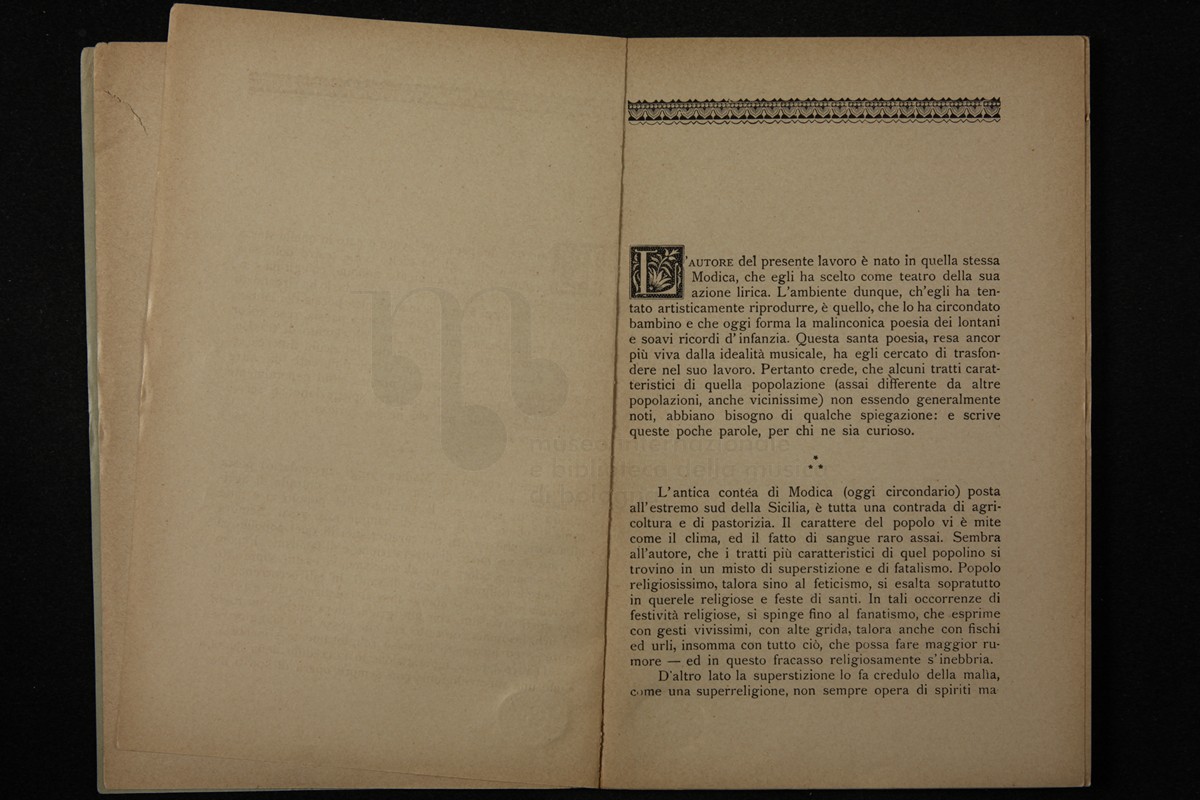 L'AUTORE del presente lavoro è nato in quella stessa
Modica, che egli ha scelto come teatro della sua
azione lirica. L'ambiente dunque, ch'egli ha ten-
tato artisticamente riprodurre, è quello, che lo ha circondato
bambino e che oggi forma la malinconica poesia dei lontani
e soavi ricordi d'infanzia. Questa santa poesia, resa ancor
più viva dalla idealità musicale, ha egli cercato di trasfon-
dere nel suo lavoro. Pertanto crede, che alcuni tratti carat-
teristici di quella popolazione (assai differente da altre
popolazioni, anche vicinissime) non essendo generalmente
noti, abbiano bisogno di qualche spiegazione: e scrive
queste poche parole, per chi ne sia curioso.
museo internazionale
e biblioteca della musica
di bologna
L'antica contéa di Modica (oggi circondario) posta
all'estremo sud della Sicilia, è tutta una contrada di agri-
coltura e di pastorizia. Il carattere del popolo vi è mite
come il clima, ed il fatto di sangue raro assai. Sembra
all'autore, che i tratti più caratteristici di quel popolino si
trovino in un misto di superstizione e di fatalismo. Popolo
religiosissimo, talora sino al feticismo, si esalta sopratutto
in querele religiose e feste di santi. In tali occorrenze di
festività religiose, si spinge fino al fanatismo, che esprime
con gesti vivissimi, con alte grida, talora anche con fischi
ed urli, insomma con tutto ciò, che possa fare maggior ru-
more — ed in questo fracasso religiosamente s'inebbria.
D'altro lato la superstizione lo fa credulo della malìa,
come una superreligione, non sempre opera di spiriti ma